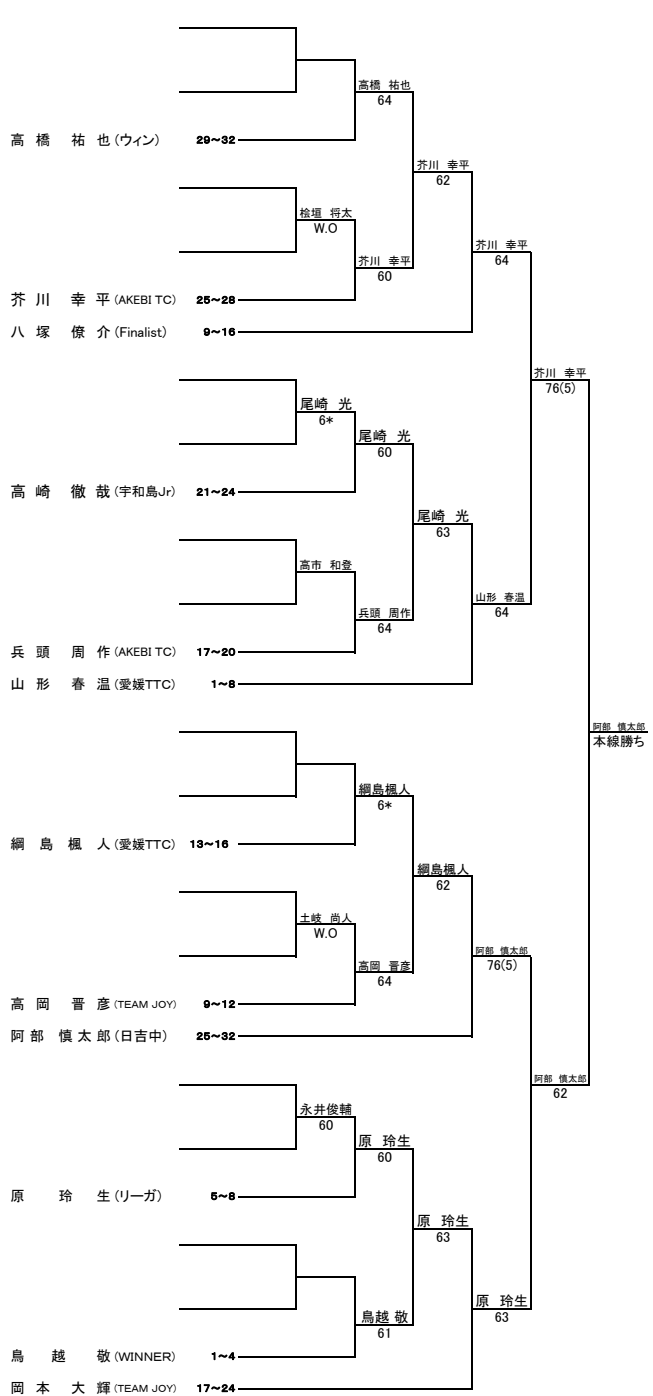 高橋 祐也
64
高 橋 祐 也 (ウィン) 29~32
芥川 幸平
62
桧垣 将太
W.O
芥川 幸平
64
芥川 幸平
60
芥 川 幸 平 (AKEBI TC) 25~28
八 塚 僚 介 (Finalist) 9~16
芥川 幸平
76(5)
尾崎 光
6*
尾崎 光
60
高 崎 徹 哉 (宇和島Jr) 21~24
尾崎 光
63
高市 和登
山形 春温
64
兵頭 周作
64
兵 頭 周 作 (AKEBI TC) 17~20
山 形 春 温 (愛媛TTC) 1~8
阿部 慎太郎
本線勝ち
綱島楓人
6*
綱 島 楓 人 (愛媛TTC) 13~16
綱島楓人
62
土岐 尚人
W.O
阿部 慎太郎
76(5)
高岡 晋彦
64
高 岡 晋 彦 (TEAM JOY) 9~12
阿 部 慎 太 郎 (日吉中) 25~32
阿部 慎太郎
62
永井俊輔
60
原 玲生
60
原 玲 生 (リーガ) 5~8
原 玲生
63
原 玲生
63
鳥越 敬
61
鳥 越 敬 (WINNER) 1~4
岡 本 大 輝 (TEAM JOY) 17~24